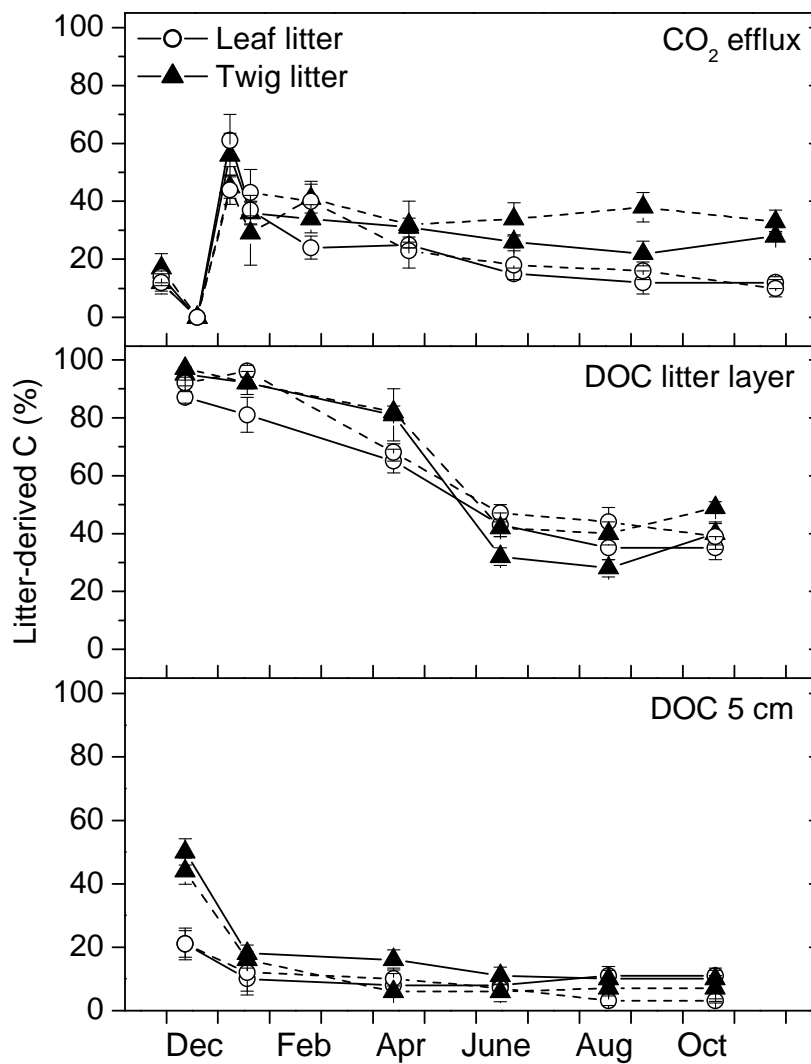 Litter-derived C (%)
100
80
60
40
20
0
Leaf litter
Twig litter
CO2 efflux
100
80
60
40
20
0
DOC litter layer
100
80
60
40
20
0
DOC 5 cm
Dec Feb Apr June Aug Oct